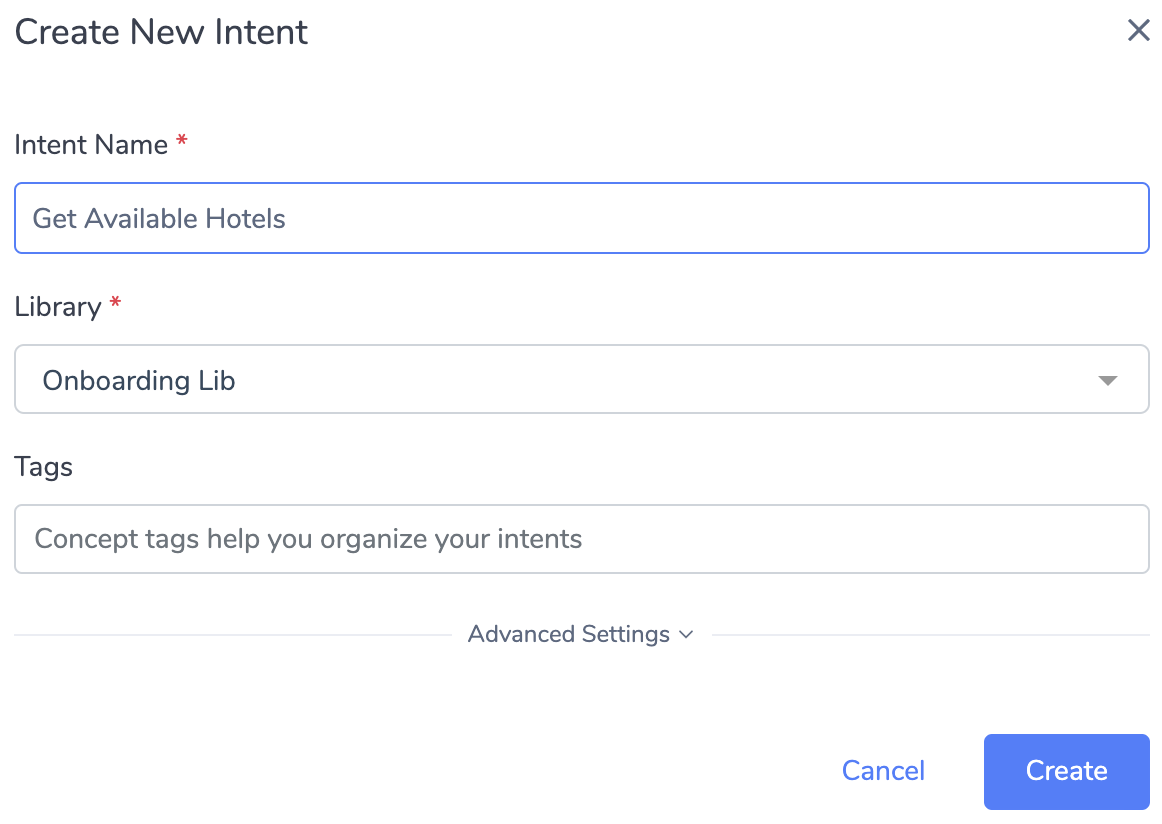 Create New Intent
Intent Name *
Get Available Hotels
Library *
Onboarding Lib
Tags
Concept tags help you organize your intents
Advanced Settings
Cancel
Create